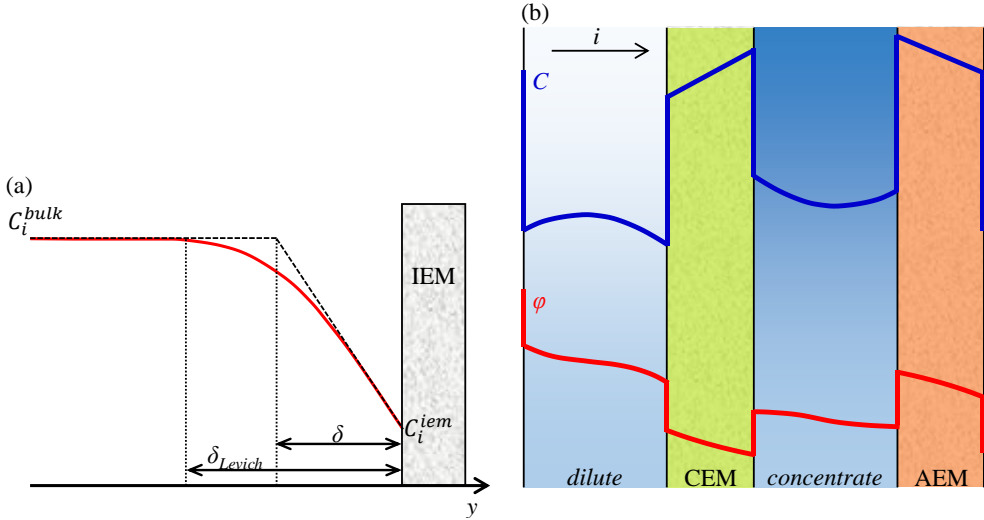 (a)
C_i^{bulk}
IEM
C_i^{iem}
δ
δ_{Levich}
y
(b)
i
C
φ
dilute
CEM
concentrate
AEM